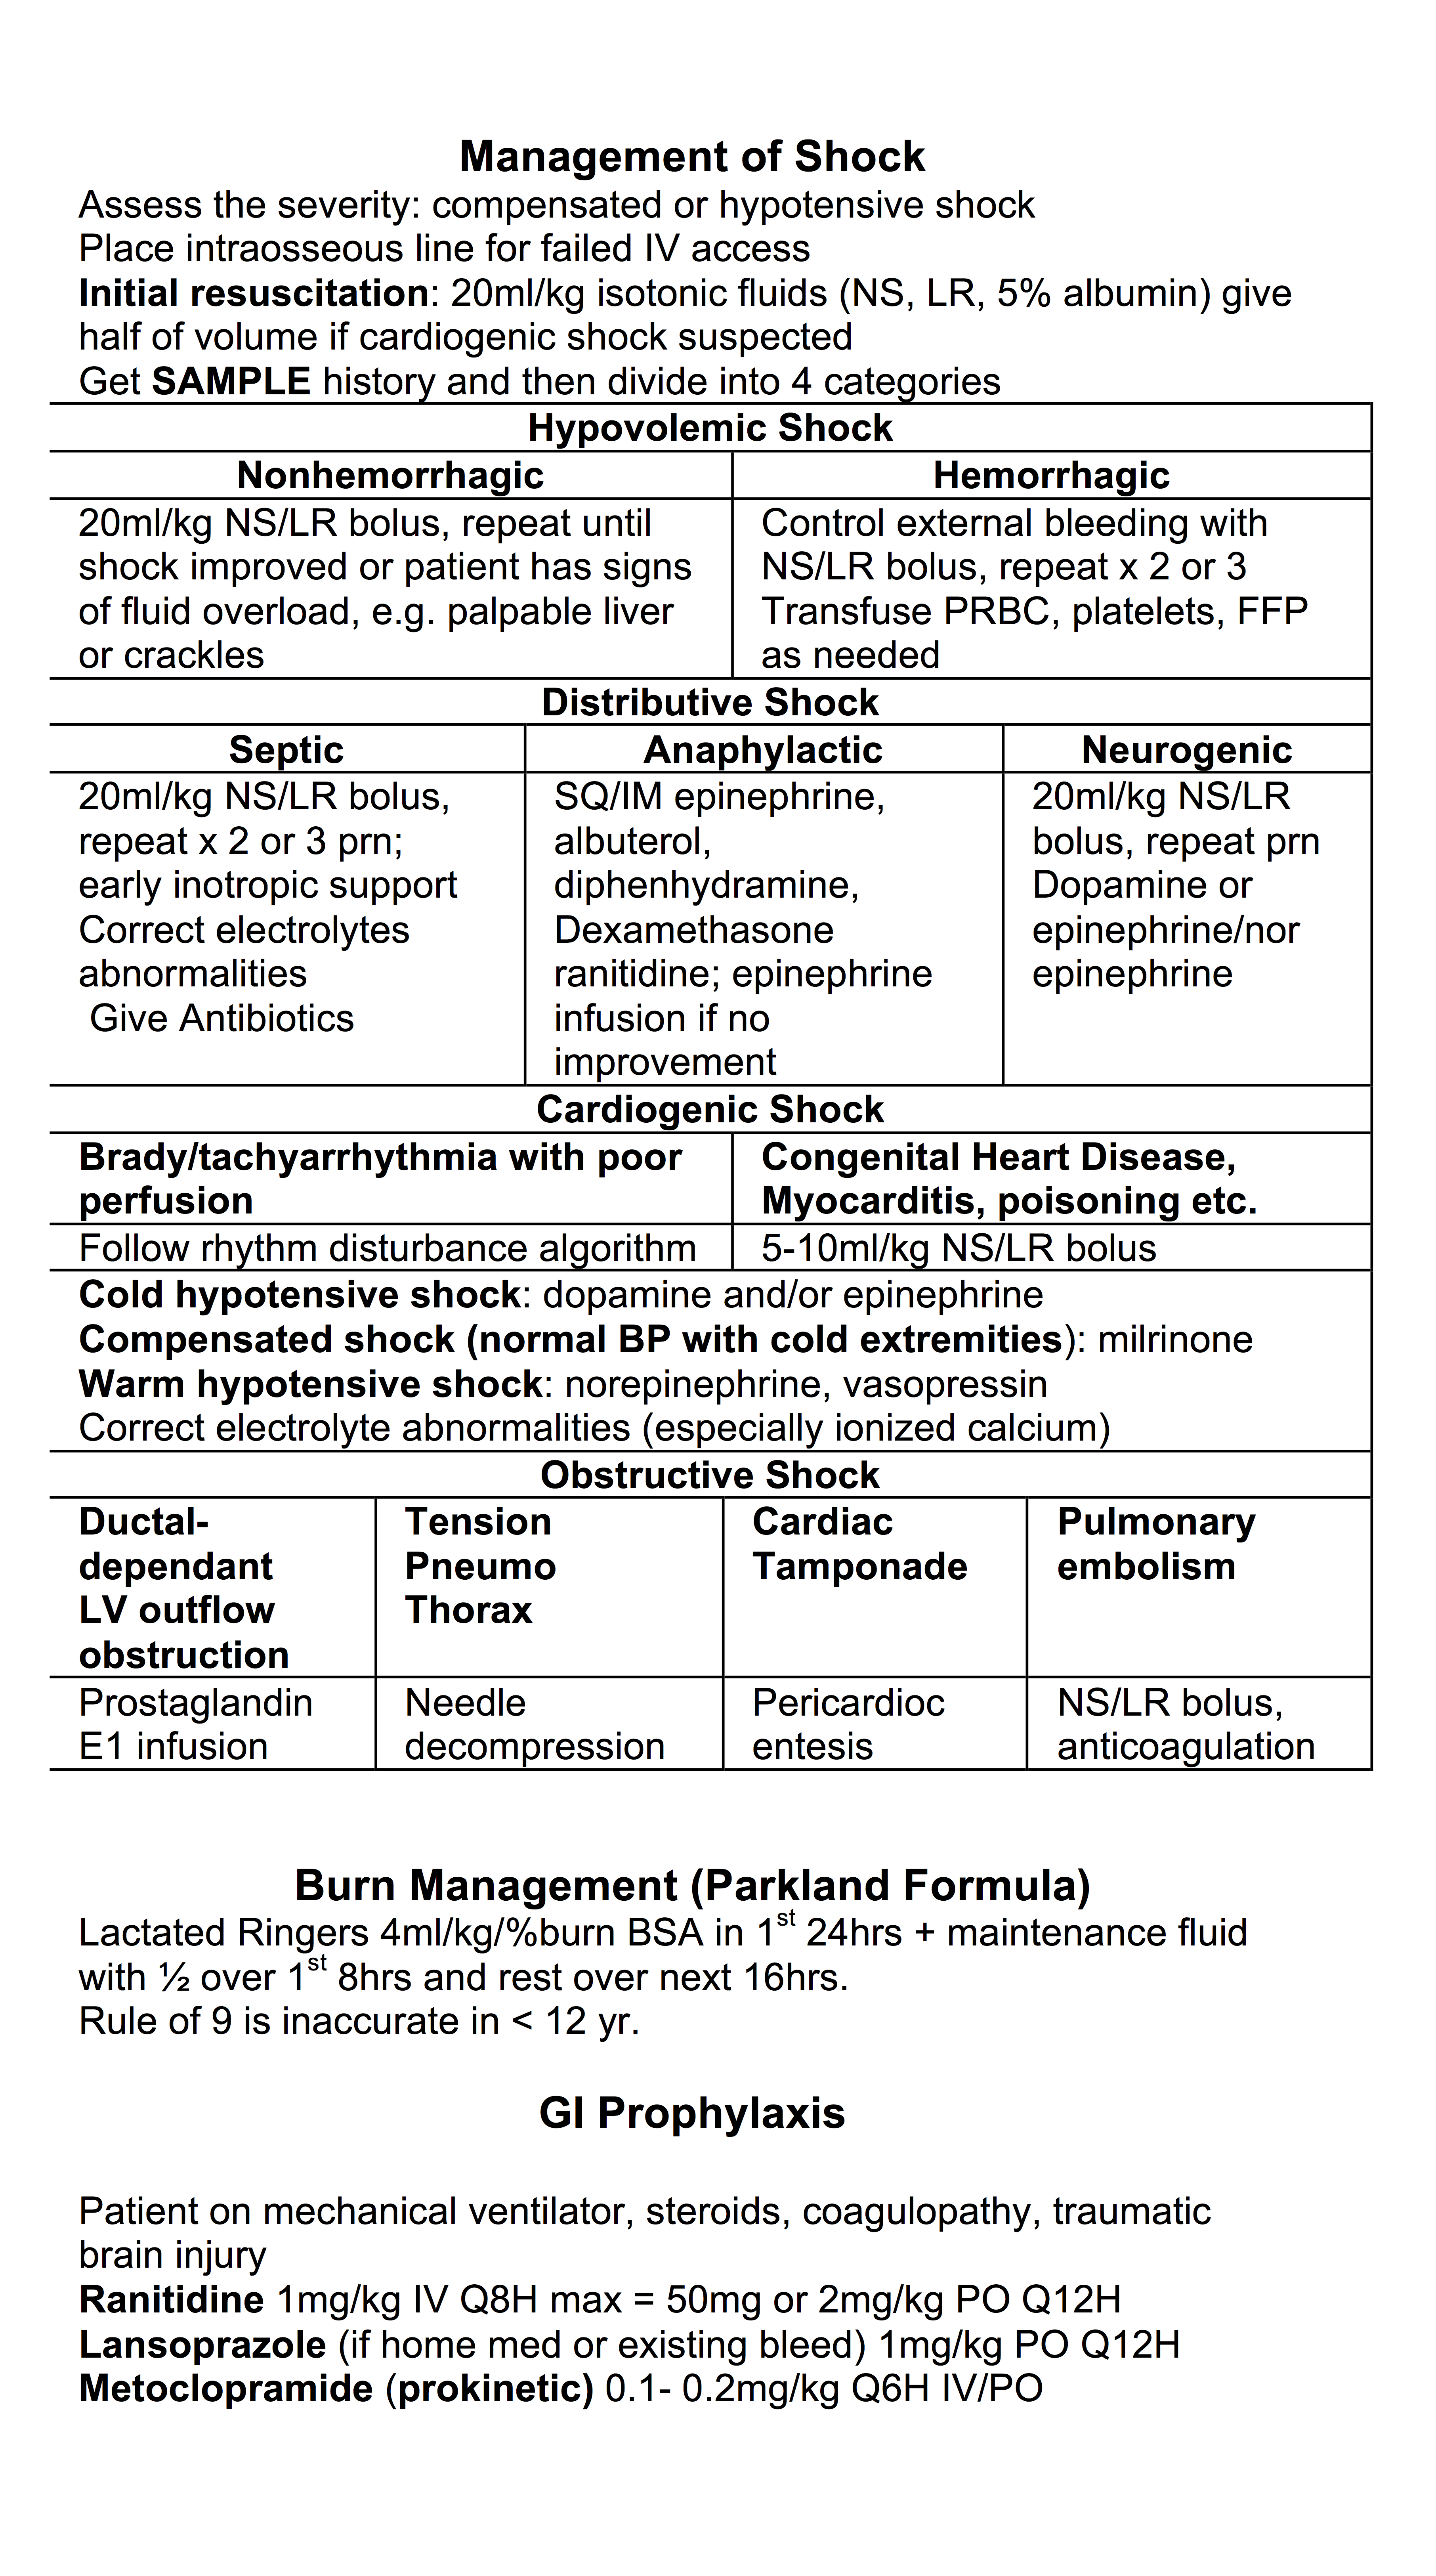 Management of Shock
Assess the severity: compensated or hypotensive shock
Place intraosseous line for failed IV access
Initial resuscitation: 20ml/kg isotonic fluids (NS, LR, 5% albumin) give
half of volume if cardiogenic shock suspected
Get SAMPLE history and then divide into 4 categories
Hypovolemic Shock
Nonhemorrhagic
20ml/kg NS/LR bolus, repeat until
shock improved or patient has signs
of fluid overload, e.g. palpable liver
or crackles
Hemorrhagic
Control external bleeding with
NS/LR bolus, repeat x 2 or 3
Transfuse PRBC, platelets, FFP
as needed
Distributive Shock
Septic
20ml/kg NS/LR bolus,
repeat x 2 or 3 prn;
early inotropic support
Correct electrolytes
abnormalities
Give Antibiotics
Anaphylactic
SQ/IM epinephrine,
albuterol,
diphenhydramine,
Dexamethasone
ranitidine; epinephrine
infusion if no
improvement
Neurogenic
20ml/kg NS/LR
bolus, repeat prn
Dopamine or
epinephrine/nor
epinephrine
Cardiogenic Shock
Brady/tachyarrhythmia with poor
perfusion
Follow rhythm disturbance algorithm
Congenital Heart Disease,
Myocarditis, poisoning etc.
5-10ml/kg NS/LR bolus
Cold hypotensive shock: dopamine and/or epinephrine
Compensated shock (normal BP with cold extremities): milrinone
Warm hypotensive shock: norepinephrine, vasopressin
Correct electrolyte abnormalities (especially ionized calcium)
Obstructive Shock
Ductal-
dependant
LV outflow
obstruction
Prostaglandin
E1 infusion
Tension
Pneumo
Thorax
Needle
decompression
Cardiac
Tamponade
Pericardioc
entesis
Pulmonary
embolism
NS/LR bolus,
anticoagulation
Burn Management (Parkland Formula)
Lactated Ringers 4ml/kg/%burn BSA in 1st 24hrs + maintenance fluid
with ½ over 1st 8hrs and rest over next 16hrs.
Rule of 9 is inaccurate in < 12 yr.
GI Prophylaxis
Patient on mechanical ventilator, steroids, coagulopathy, traumatic
brain injury
Ranitidine 1mg/kg IV Q8H max = 50mg or 2mg/kg PO Q12H
Lansoprazole (if home med or existing bleed) 1mg/kg PO Q12H
Metoclopramide (prokinetic) 0.1- 0.2mg/kg Q6H IV/PO